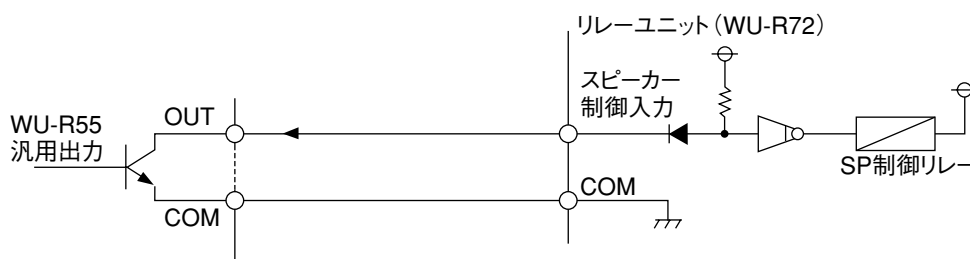 リレーユニット（WU-R72）
スピーカー
制御入力
OUT
WU-R55
汎用出力
SP制御リレー
COM
COM